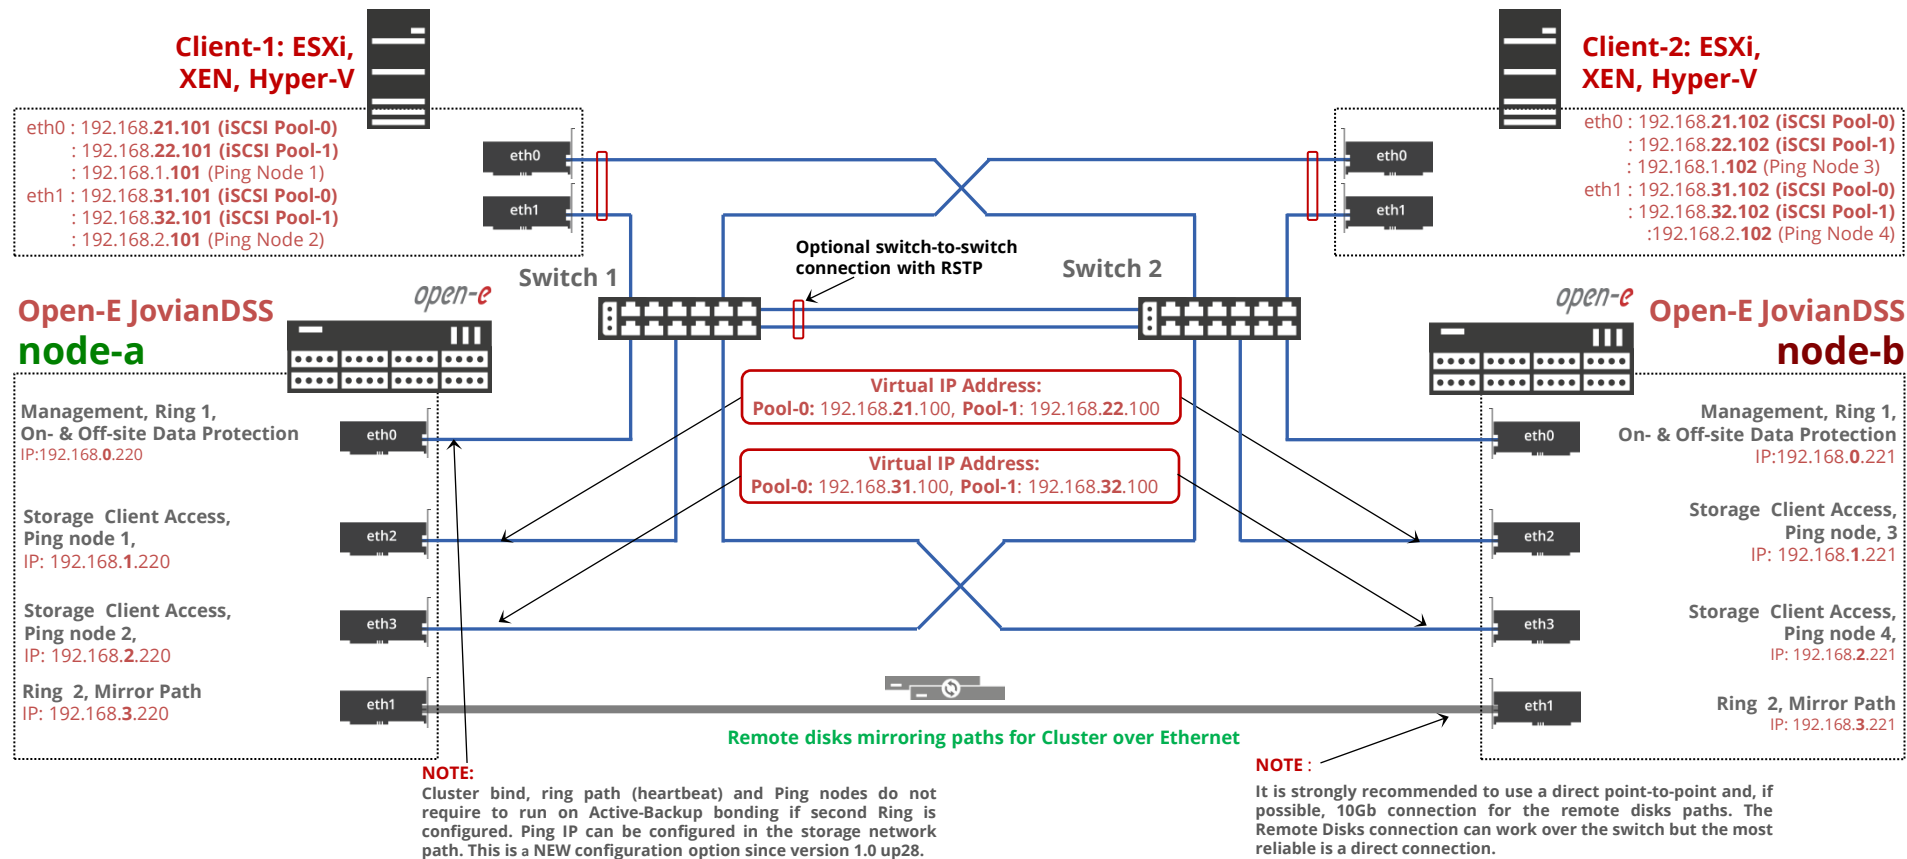 Client-1: ESXi,
XEN, Hyper-V
eth0 : 192.168.21.101 (iSCSI Pool-0)
: 192.168.22.101 (iSCSI Pool-1)
: 192.168.1.101 (Ping Node 1)
eth1 : 192.168.31.101 (iSCSI Pool-0)
: 192.168.32.101 (iSCSI Pool-1)
: 192.168.2.101 (Ping Node 2)
eth0
eth1
Client-2: ESXi,
XEN, Hyper-V
eth0 : 192.168.21.102 (iSCSI Pool-0)
: 192.168.22.102 (iSCSI Pool-1)
: 192.168.1.102 (Ping Node 3)
eth1 : 192.168.31.102 (iSCSI Pool-0)
: 192.168.32.102 (iSCSI Pool-1)
:192.168.2.102 (Ping Node 4)
eth0
eth1
Optional switch-to-switch
connection with RSTP
Switch 1
Switch 2
open-e
Open-E JovianDSS
node-a
open-e
Open-E JovianDSS
node-b
Virtual IP Address:
Pool-0: 192.168.21.100, Pool-1: 192.168.22.100
Virtual IP Address:
Pool-0: 192.168.31.100, Pool-1: 192.168.32.100
Management, Ring 1,
On- & Off-site Data Protection
IP:192.168.0.220
eth0
Storage Client Access,
Ping node 1,
IP: 192.168.1.220
eth2
Storage Client Access,
Ping node 2,
IP: 192.168.2.220
eth3
Ring 2, Mirror Path
IP: 192.168.3.220
eth1
Management, Ring 1,
On- & Off-site Data Protection
IP:192.168.0.221
eth0
Storage Client Access,
Ping node, 3
IP: 192.168.1.221
eth2
Storage Client Access,
Ping node 4,
IP: 192.168.2.221
eth3
Ring 2, Mirror Path
IP: 192.168.3.221
eth1
Remote disks mirroring paths for Cluster over Ethernet
NOTE:
Cluster bind, ring path (heartbeat) and Ping nodes do not
require to run on Active-Backup bonding if second Ring is
configured. Ping IP can be configured in the storage network
path. This is a NEW configuration option since version 1.0 up28.
NOTE :
It is strongly recommended to use a direct point-to-point and, if
possible, 10Gb connection for the remote disks paths. The
Remote Disks connection can work over the switch but the most
reliable is a direct connection.